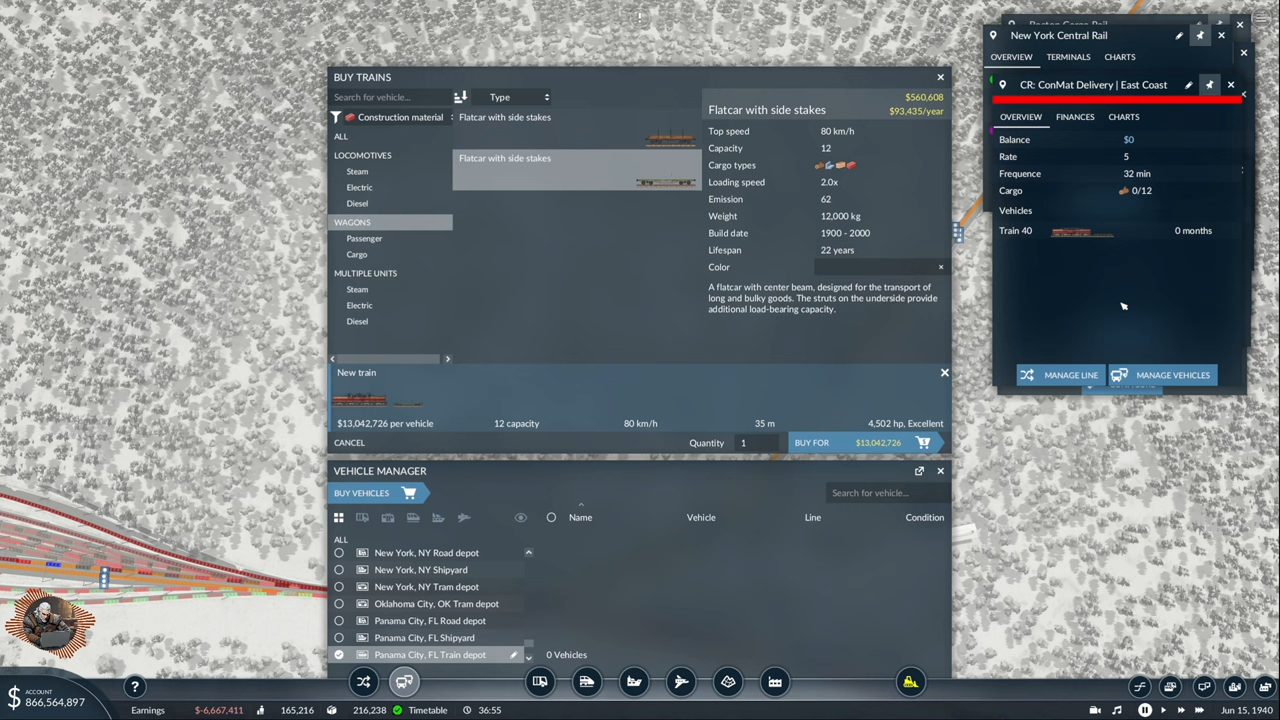 Boston Cargo Rail
New York Central Rail
OVERVIEW TERMINALS CHARTS
CR: ConMat Delivery | East Coast
OVERVIEW FINANCES CHARTS
Balance $0
Rate 5
Frequence 32 min
Cargo 0/12
Vehicles
Train 40 0 months
MANAGE LINE MANAGE VEHICLES
BUY TRAINS
Search for vehicle... Type
Construction material
ALL
LOCOMOTIVES
Steam
Electric
Diesel
WAGONS
Passenger
Cargo
MULTIPLE UNITS
Steam
Electric
Diesel
Flatcar with side stakes
Flatcar with side stakes
$560,608
Flatcar with side stakes $93,435/year
Top speed 80 km/h
Capacity 12
Cargo types
Loading speed 2.0x
Emission 62
Weight 12,000 kg
Build date 1900 - 2000
Lifespan 22 years
Color
A flatcar with center beam, designed for the transport of
long and bulky goods. The struts on the underside provide
additional load-bearing capacity.
New train
$13,042,726 per vehicle 12 capacity 80 km/h 35 m 4,502 hp, Excellent
CANCEL Quantity 1 BUY FOR $13,042,726
VEHICLE MANAGER
BUY VEHICLES Search for vehicle...
Name Vehicle Line Condition
ALL
New York, NY Road depot
New York, NY Shipyard
New York, NY Tram depot
Oklahoma City, OK Tram depot
Panama City, FL Road depot
Panama City, FL Shipyard
Panama City, FL Train depot 0 Vehicles
$ ACCOUNT
866,564,897
?
Earnings $-6,667,411 165,216 216,238 Timetable 36:55 Jun 15, 1940